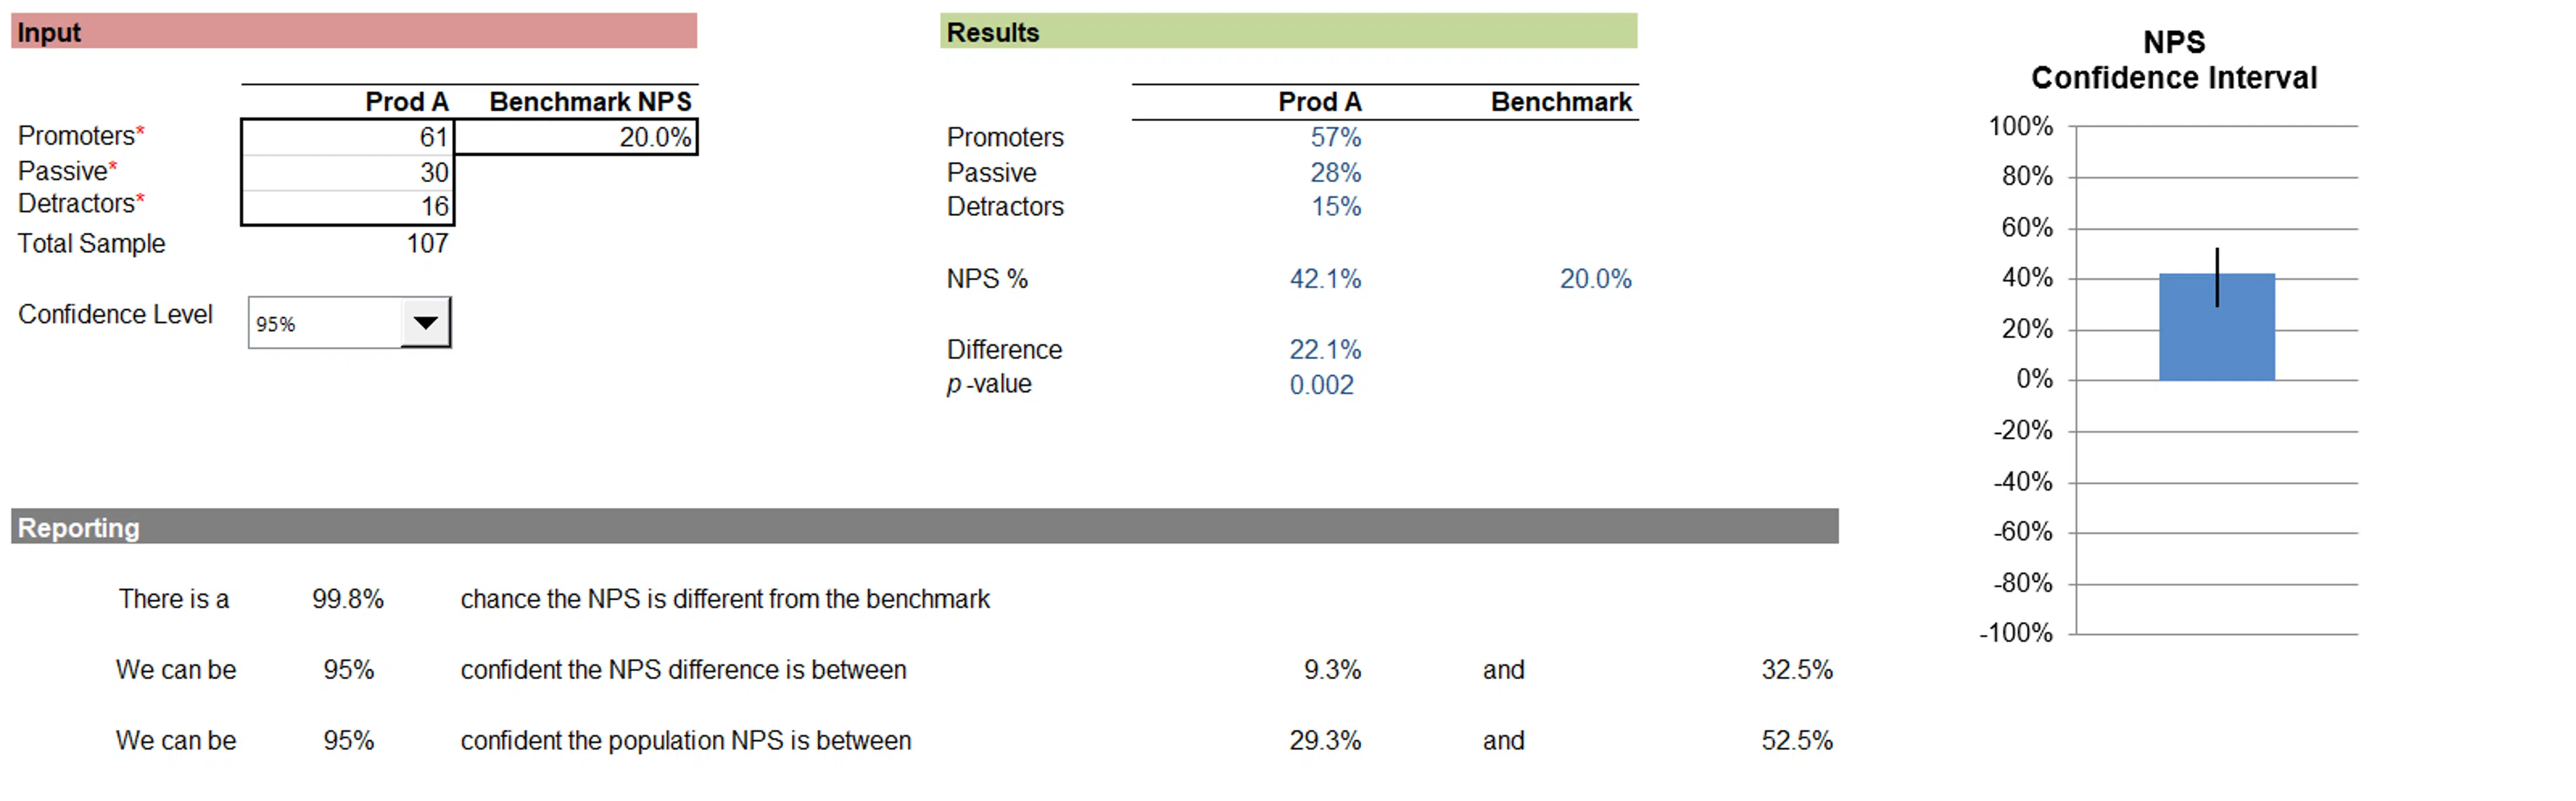 Input
Prod A Benchmark NPS
Promoters* 61 20.0%
Passive* 30
Detractors* 16
Total Sample 107
Confidence Level 95%
Results
Prod A Benchmark
Promoters 57%
Passive 28%
Detractors 15%
NPS % 42.1% 20.0%
Difference 22.1%
p-value 0.002
NPS
Confidence Interval
100%
80%
60%
40%
20%
0%
-20%
-40%
-60%
-80%
-100%
Reporting
There is a 99.8% chance the NPS is different from the benchmark
We can be 95% confident the NPS difference is between 9.3% and 32.5%
We can be 95% confident the population NPS is between 29.3% and 52.5%